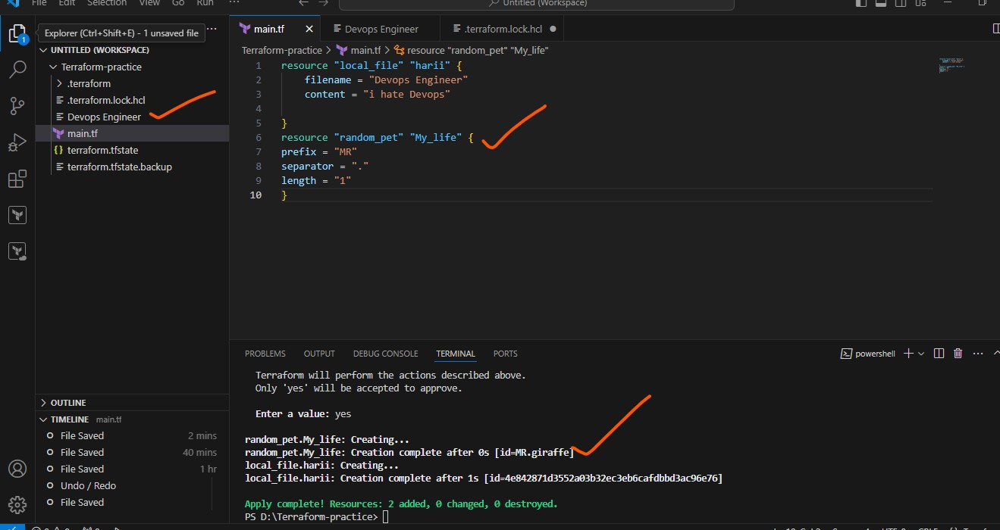 File Edit Selection View Go Run ···
Untitled (Workspace)
1
Explorer (Ctrl+Shift+E) - 1 unsaved file
···
main.tf
Devops Engineer
.terraform.lock.hcl
UNTITLED (WORKSPACE)
Terraform-practice
.terraform
.terraform.lock.hcl
Devops Engineer
main.tf
{} terraform.tfstate
terraform.tfstate.backup
Terraform-practice > main.tf > resource "random_pet" "My_life"
1 resource "local_file" "harii" {
2 filename = "Devops Engineer"
3 content = "i hate Devops"
4
5 }
6 resource "random_pet" "My_life" {
7 prefix = "MR"
8 separator = "."
9 length = "1"
10 }
OUTLINE
TIMELINE main.tf
File Saved 2 mins
File Saved 40 mins
File Saved 1 hr
Undo / Redo
File Saved
PROBLEMS OUTPUT DEBUG CONSOLE TERMINAL PORTS
powershell
Terraform will perform the actions described above.
Only 'yes' will be accepted to approve.
Enter a value: yes
random_pet.My_life: Creating...
random_pet.My_life: Creation complete after 0s [id=MR.giraffe]
local_file.harii: Creating...
local_file.harii: Creation complete after 1s [id=4e842871d3552a03b32ec3eb6cafdbbd3ac96e76]
Apply complete! Resources: 2 added, 0 changed, 0 destroyed.
PS D:\Terraform-practice>